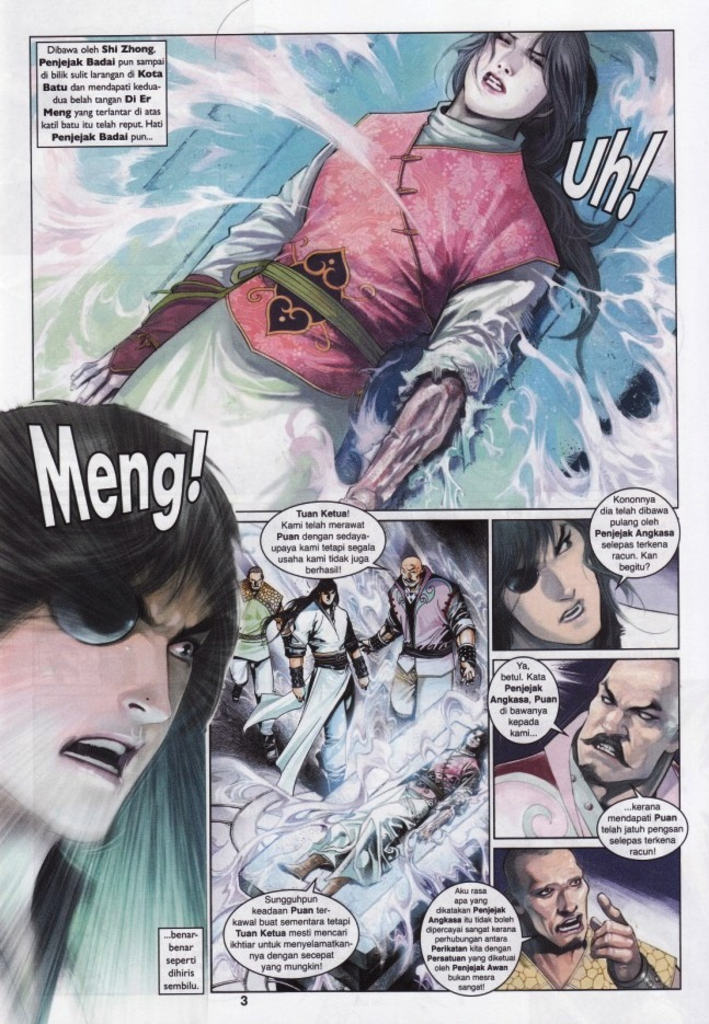 Dibawa oleh Shi Zhong,
Penjejak Badai pun sampai
di bilik sulit larangan di Kota
Batu dan mendapati kedua-
dua belah tangan Di Er
Meng yang terlantar di atas
katil batu itu telah reput. Hati
Penjejak Badai pun...
Uh!
Meng!
...benar-
benar
seperti
dihiris
sembilu.
Tuan Ketua!
Kami telah merawat
Puan dengan sedaya-
upaya kami tetapi segala
usaha kami tidak juga
berhasil!
Sungguhpun
keadaan Puan ter-
kawal buat sementara tetapi
Tuan Ketua mesti mencari
ikhtiar untuk menyelamatkan-
nya dengan secepat
yang mungkin!
Kononnya
dia telah dibawa
pulang oleh
Penjejak Angkasa
selepas terkena
racun. Kan
begitu?
Ya,
betul. Kata
Penjejak
Angkasa, Puan
di bawanya
kepada
kami...
...kerana
mendapati Puan
telah jatuh pengsan
selepas terkena
racun!
Aku rasa
apa yang
dikatakan Penjejak
Angkasa itu tidak boleh
dipercayai sangat kerana
perhubungan antara
Perikatan kita dengan
Persatuan yang diketuai
oleh Penjejak Awan
bukan mesra
sangat!
3